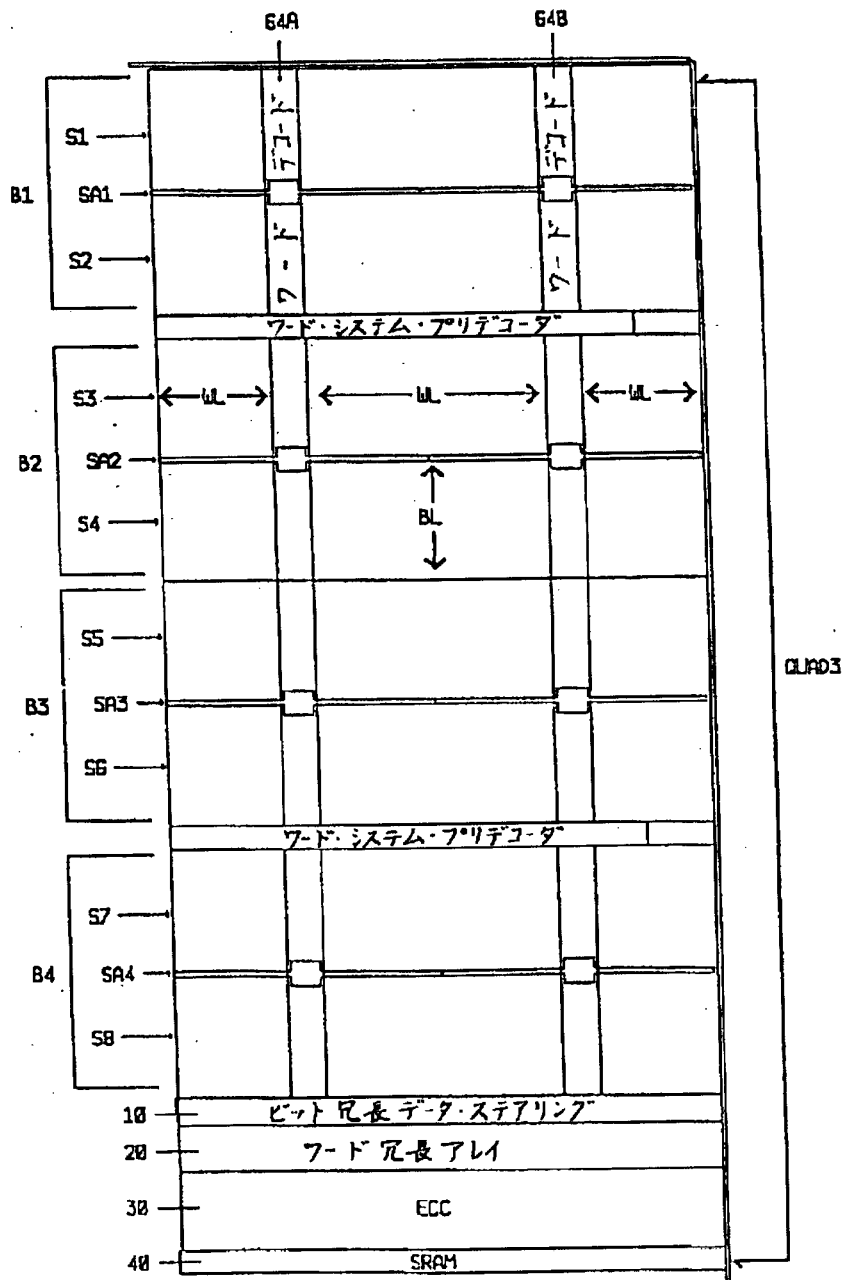 64A
64B
S1
B1
SA1
S2
ワード デコード
ワード デコード
ワード・システム・プリデコーダ
S3
WL
WL
WL
B2
SA2
BL
S4
S5
B3
SA3
S6
QUAD3
ワード・システム・プリデコーダ
S7
B4
SA4
S8
10
ビット 冗長 データ・ステアリング
20
ワード 冗長 アレイ
30
ECC
40
SRAM